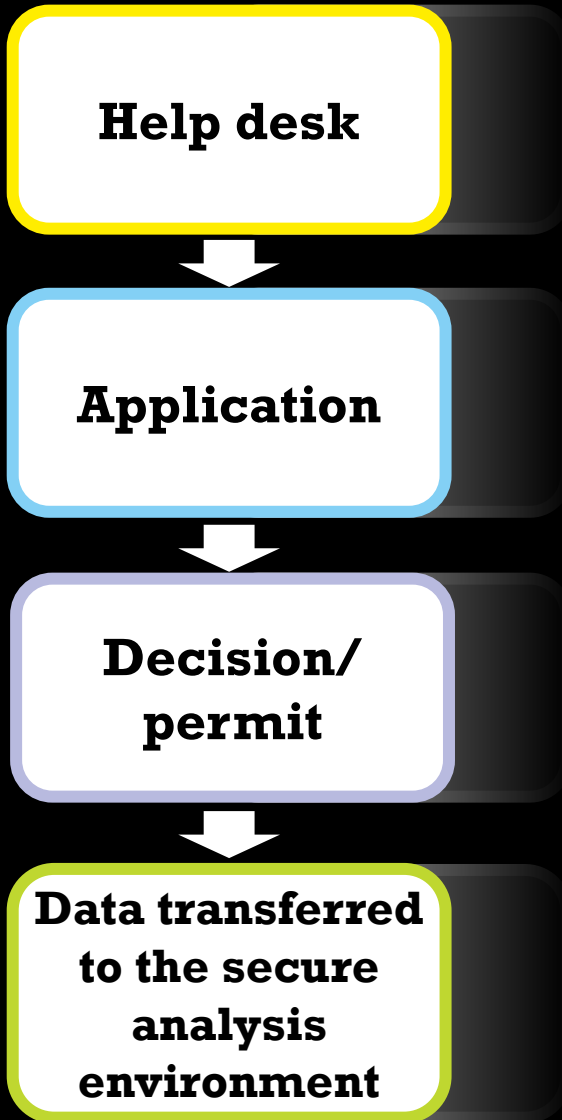 Help desk
Application
Decision/
permit
Data transferred
to the secure
analysis
environment